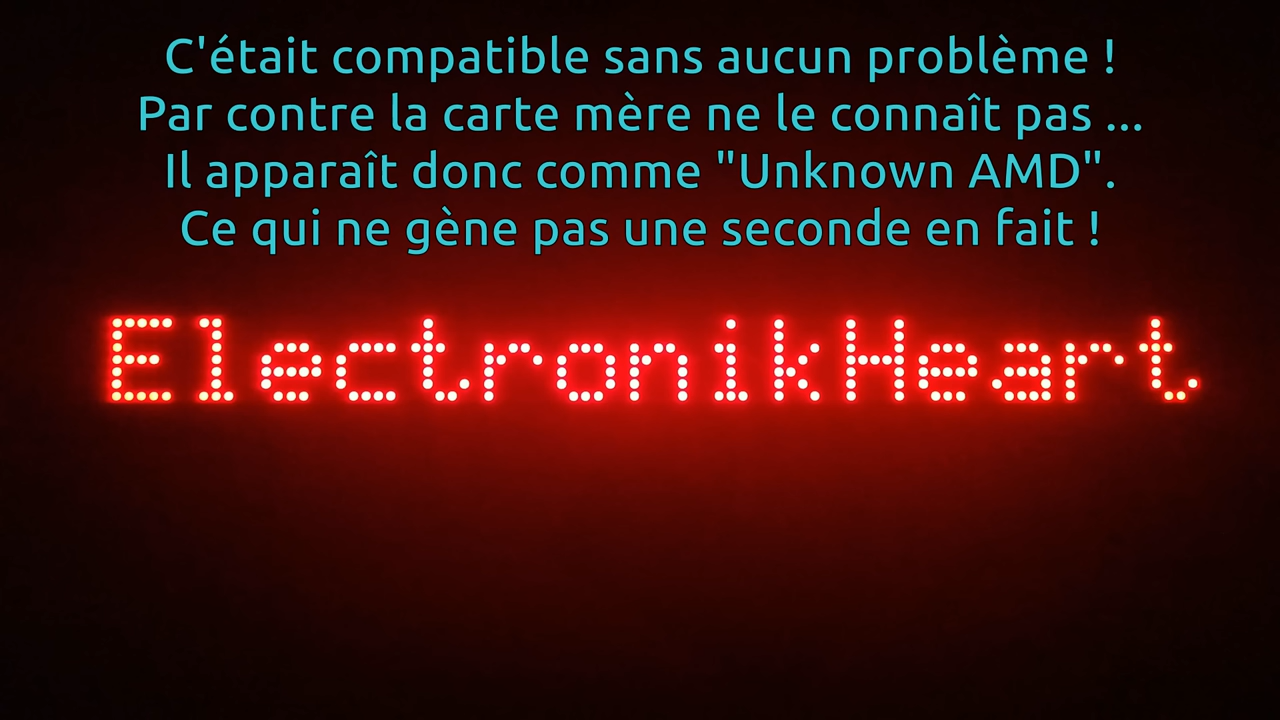 C'était compatible sans aucun problème !
Par contre la carte mère ne le connaît pas ...
Il apparaît donc comme "Unknown AMD".
Ce qui ne gène pas une seconde en fait !
ElectronikHeart